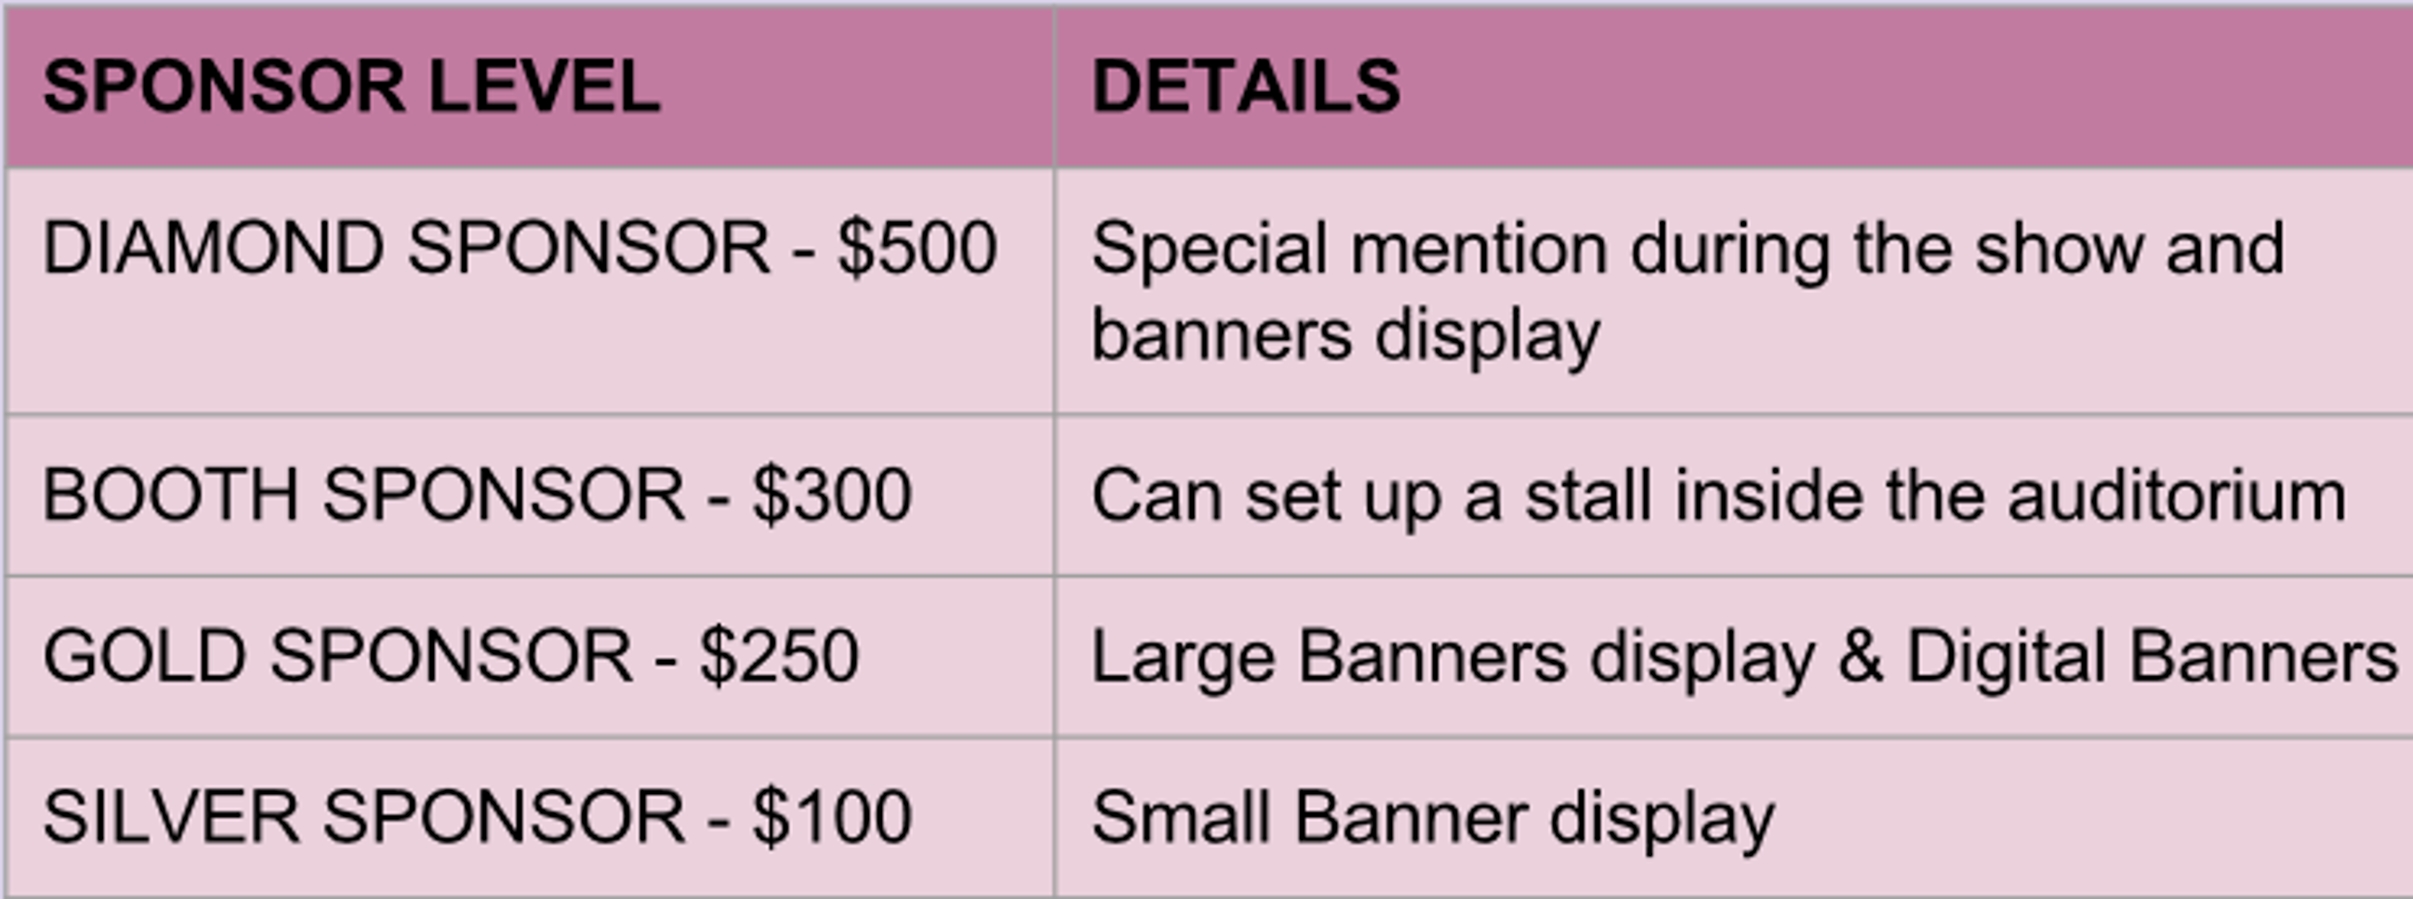 SPONSOR LEVEL
DETAILS
DIAMOND SPONSOR - $500
Special mention during the show and
banners display
BOOTH SPONSOR - $300
Can set up a stall inside the auditorium
GOLD SPONSOR - $250
Large Banners display & Digital Banners
SILVER SPONSOR - $100
Small Banner display